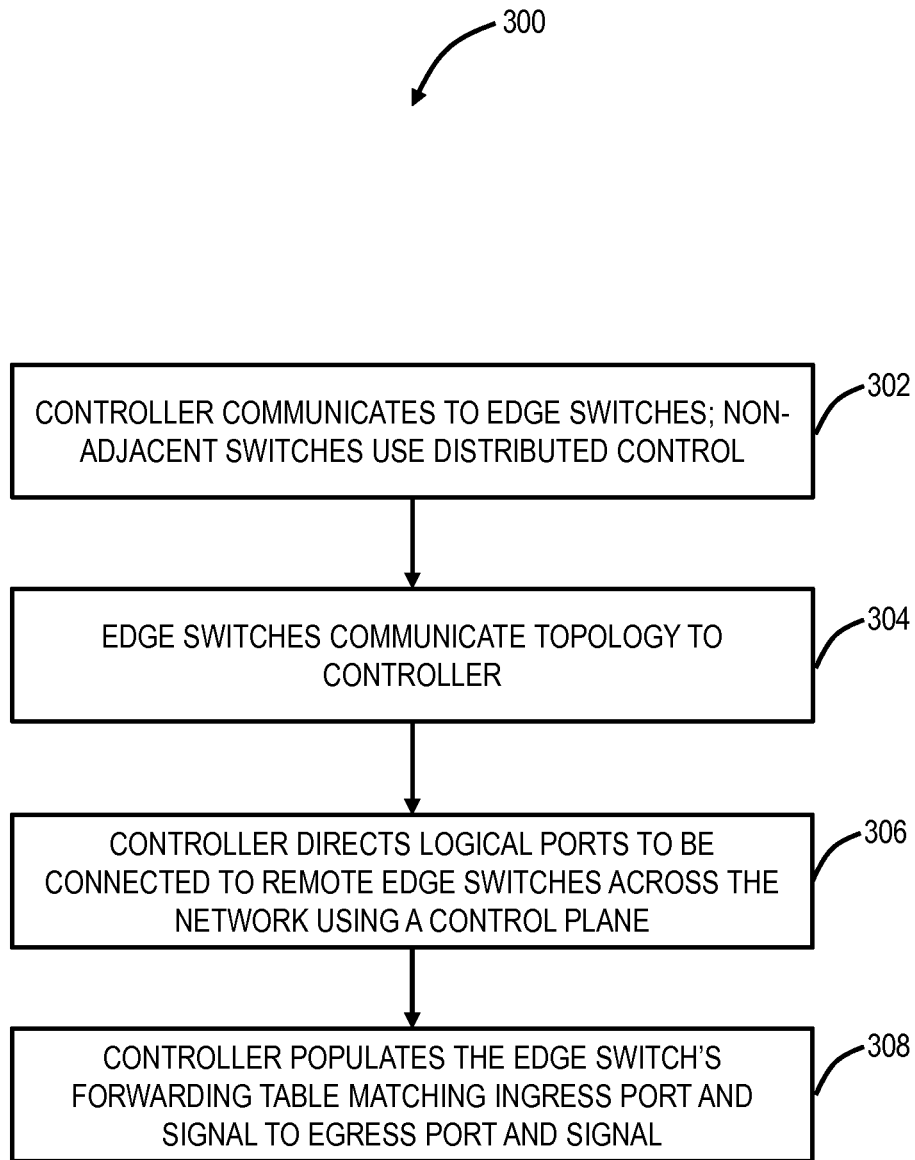 300
CONTROLLER COMMUNICATES TO EDGE SWITCHES; NON-
ADJACENT SWITCHES USE DISTRIBUTED CONTROL
302
EDGE SWITCHES COMMUNICATE TOPOLOGY TO
CONTROLLER
304
CONTROLLER DIRECTS LOGICAL PORTS TO BE
CONNECTED TO REMOTE EDGE SWITCHES ACROSS THE
NETWORK USING A CONTROL PLANE
306
CONTROLLER POPULATES THE EDGE SWITCH'S
FORWARDING TABLE MATCHING INGRESS PORT AND
SIGNAL TO EGRESS PORT AND SIGNAL
308